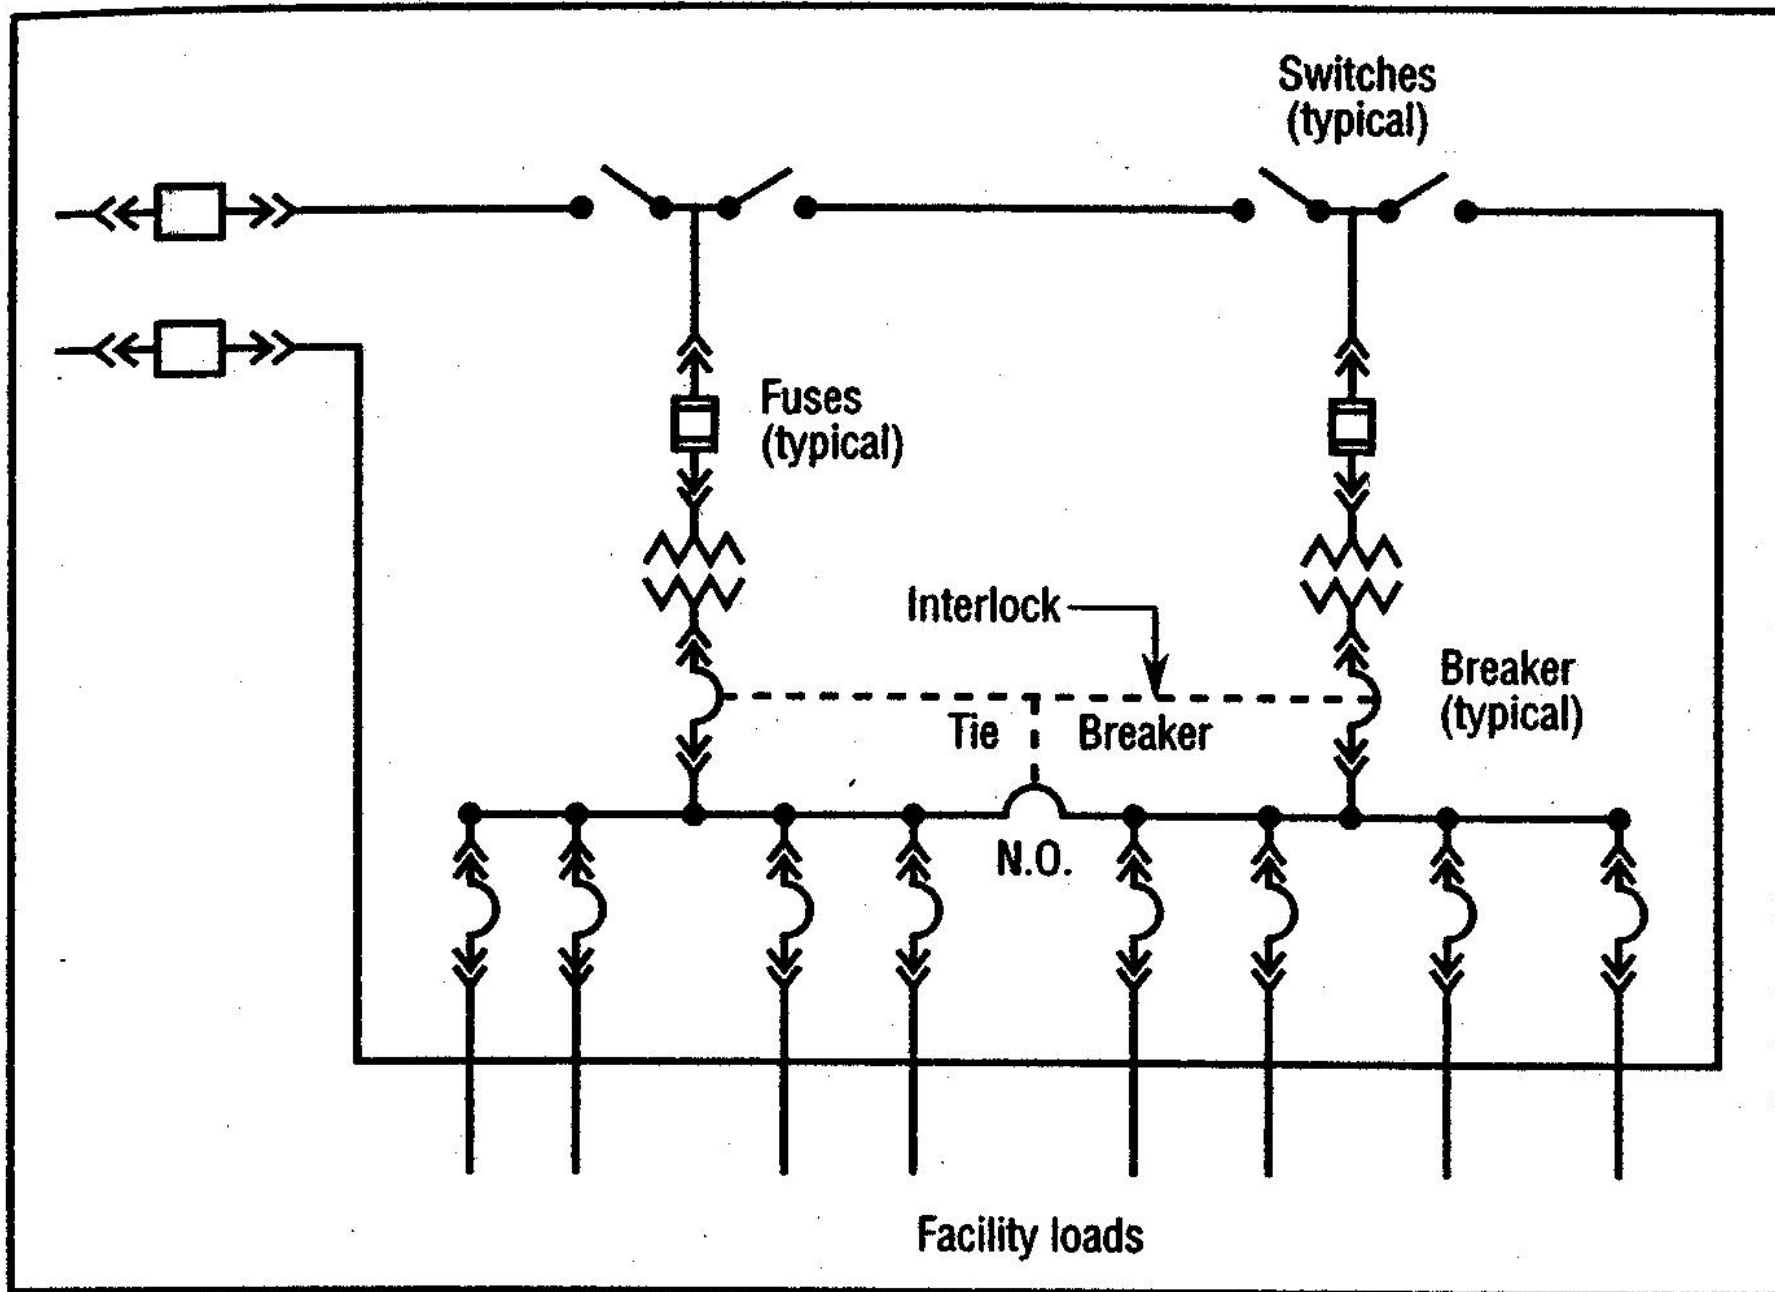 Switches
(typical)
Fuses
(typical)
Interlock
Breaker
(typical)
Tie Breaker
N.O.
Facility loads